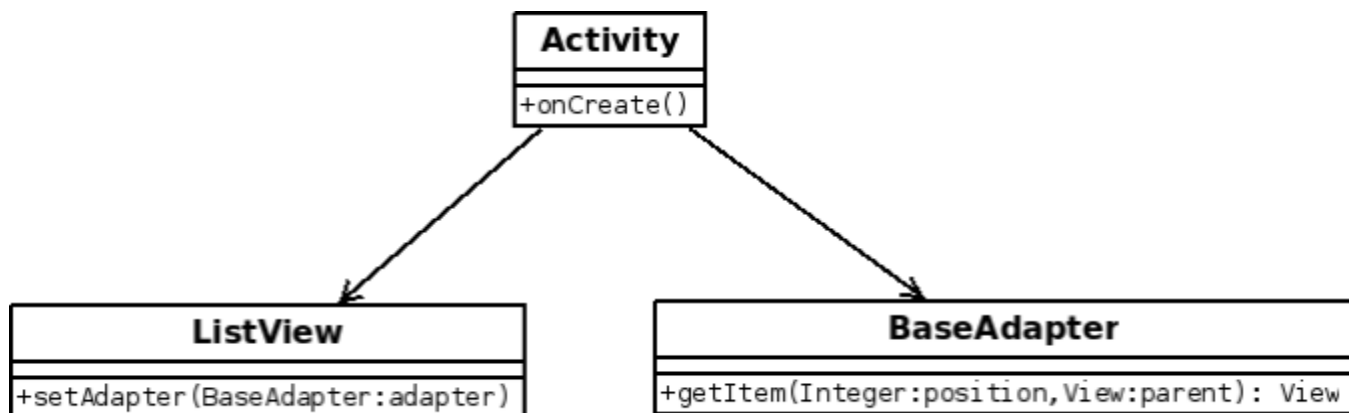 Activity
+onCreate()
ListView
BaseAdapter
+setAdapter(BaseAdapter:adapter)
+getItem(Integer:position,View:parent): View